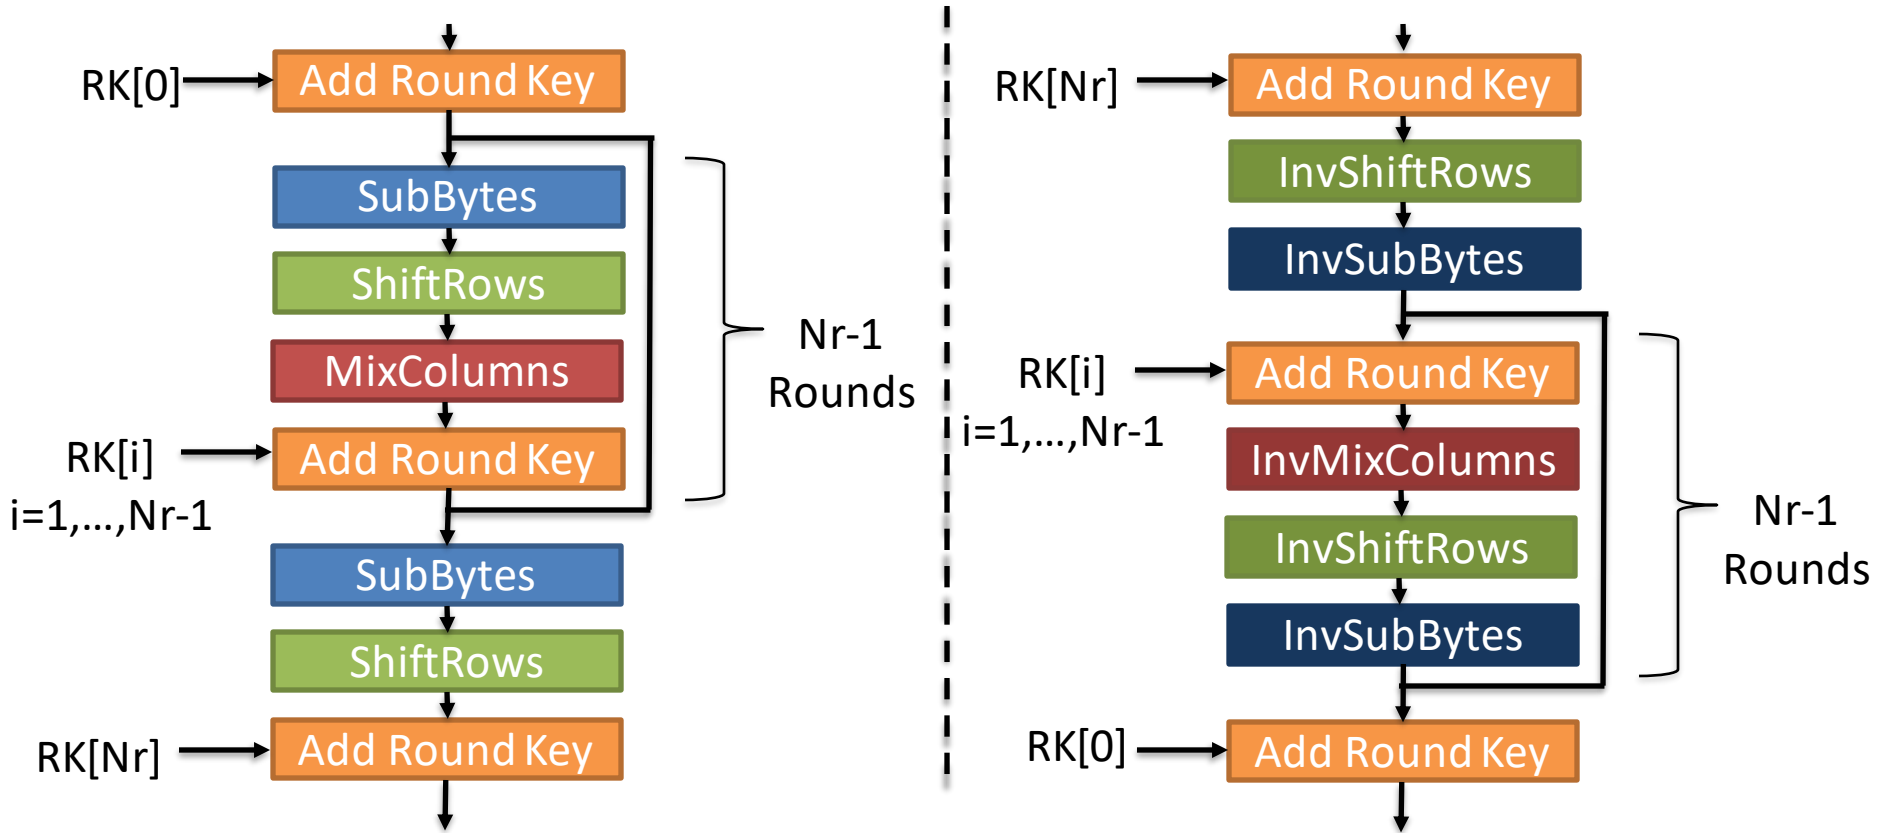 RK[0]
Add Round Key
SubBytes
ShiftRows
MixColumns
Nr-1
Rounds
RK[i]
i=1,...,Nr-1
Add Round Key
SubBytes
ShiftRows
RK[Nr]
Add Round Key
RK[Nr]
Add Round Key
InvShiftRows
InvSubBytes
RK[i]
i=1,...,Nr-1
Add Round Key
InvMixColumns
InvShiftRows
Nr-1
Rounds
InvSubBytes
RK[0]
Add Round Key